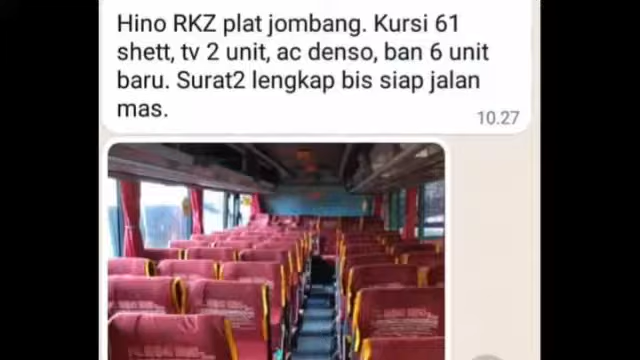 Hino RKZ plat jombang. Kursi 61
shett, tv 2 unit, ac denso, ban 6 unit
baru. Surat2 lengkap bis siap jalan
mas.
10.27